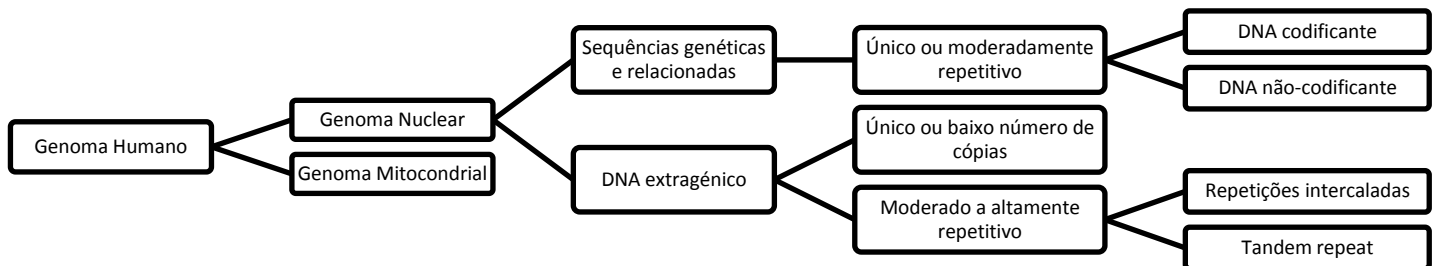 Genoma Humano
Genoma Nuclear
Genoma Mitocondrial
Sequências genéticas
e relacionadas
DNA extragénico
Único ou moderadamente
repetitivo
Único ou baixo número de
cópias
Moderado a altamente
repetitivo
DNA codificante
DNA não-codificante
Repetições intercaladas
Tandem repeat